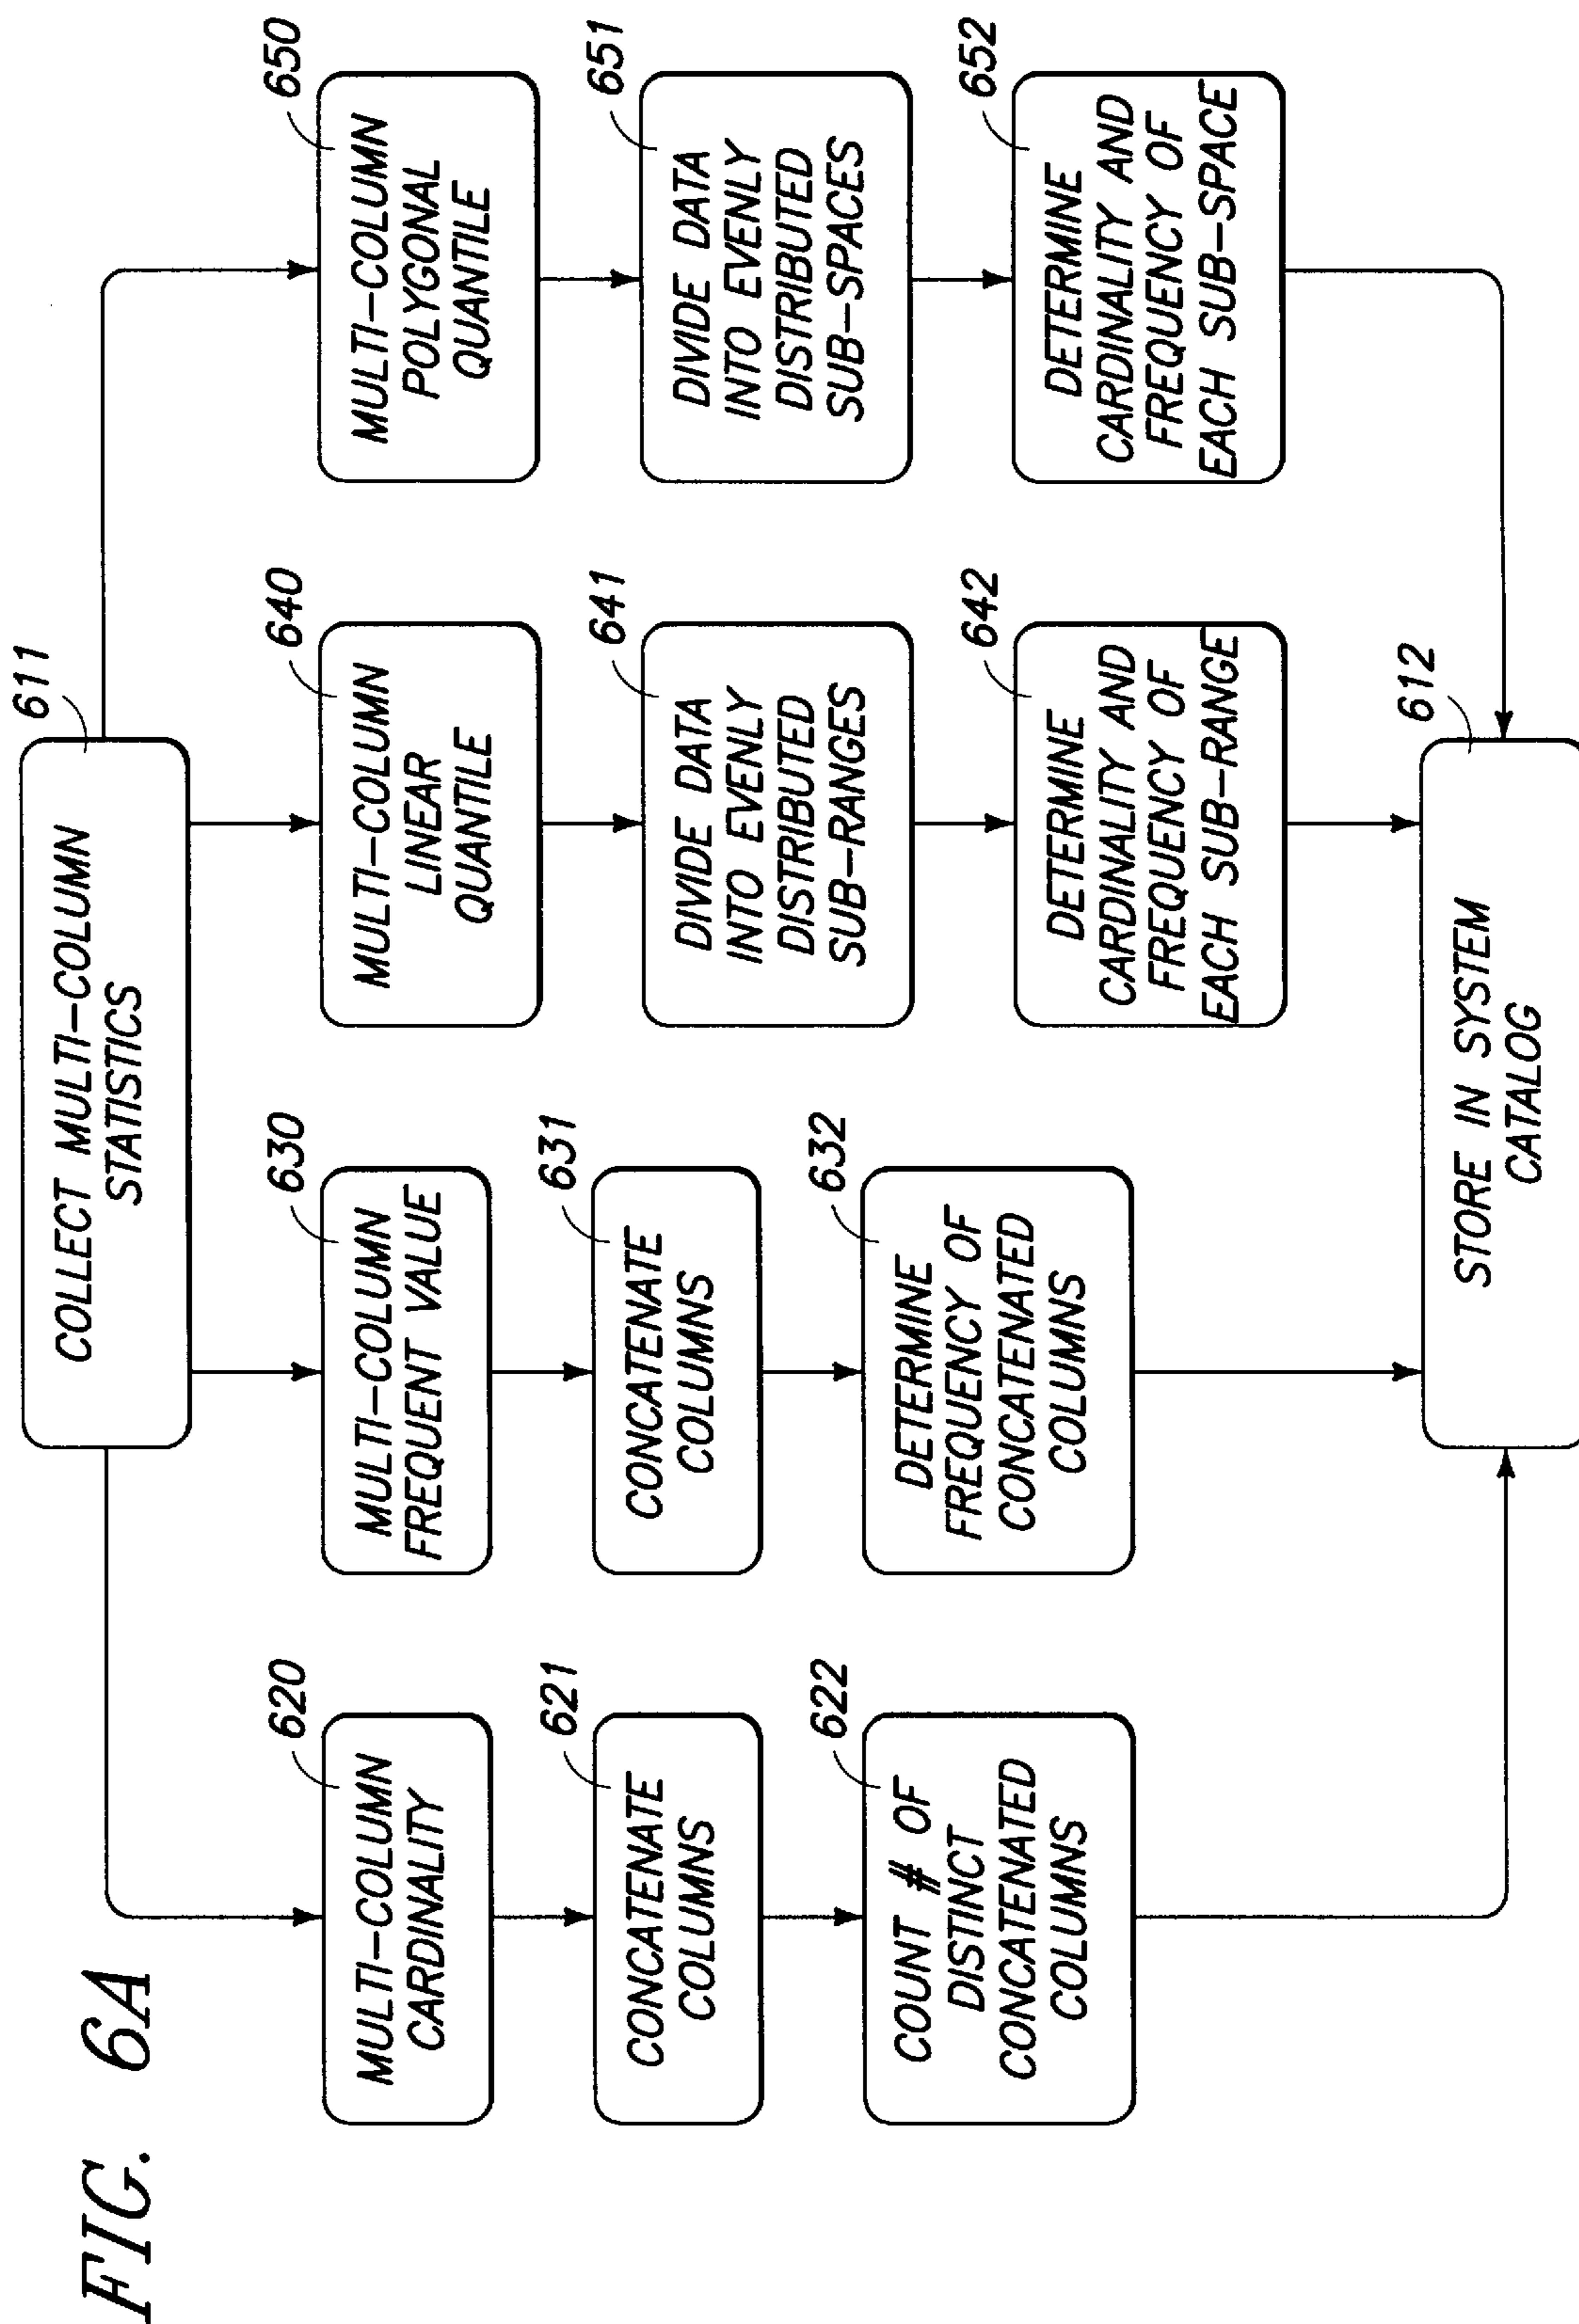 FIG. 6A
611
COLLECT MULTI-COLUMN
STATISTICS
620
MULTI-COLUMN
CARDINALITY
621
CONCATENATE
COLUMNS
622
COUNT # OF
DISTINCT
CONCATENATED
COLUMNS
630
MULTI-COLUMN
FREQUENT VALUE
631
CONCATENATE
COLUMNS
632
DETERMINE
FREQUENCY OF
CONCATENATED
COLUMNS
640
MULTI-COLUMN
LINEAR
QUANTILE
641
DIVIDE DATA
INTO EVENLY
DISTRIBUTED
SUB-RANGES
642
DETERMINE
CARDINALITY AND
FREQUENCY OF
EACH SUB-RANGE
650
MULTI-COLUMN
POLYGONAL
QUANTILE
651
DIVIDE DATA
INTO EVENLY
DISTRIBUTED
SUB-SPACES
652
DETERMINE
CARDINALITY AND
FREQUENCY OF
EACH SUB-SPACE
612
STORE IN SYSTEM
CATALOG